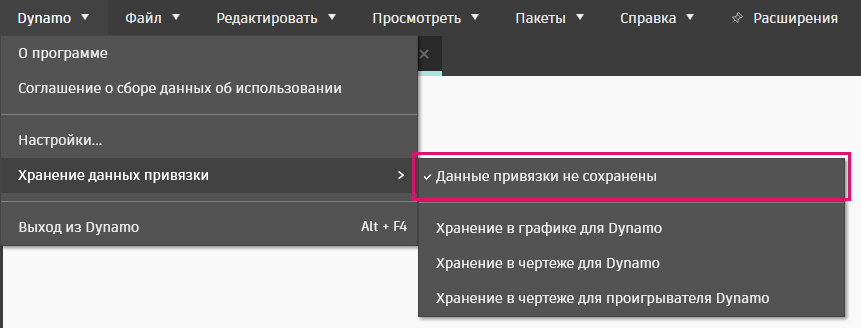 Dynamo Файл Редактировать Просмотреть Пакеты Справка Расширения
О программе
Соглашение о сборе данных об использовании
Настройки...
Хранение данных привязки
Данные привязки не сохранены
Выход из Dynamo Alt + F4
Хранение в графике для Dynamo
Хранение в чертеже для Dynamo
Хранение в чертеже для проигрывателя Dynamo